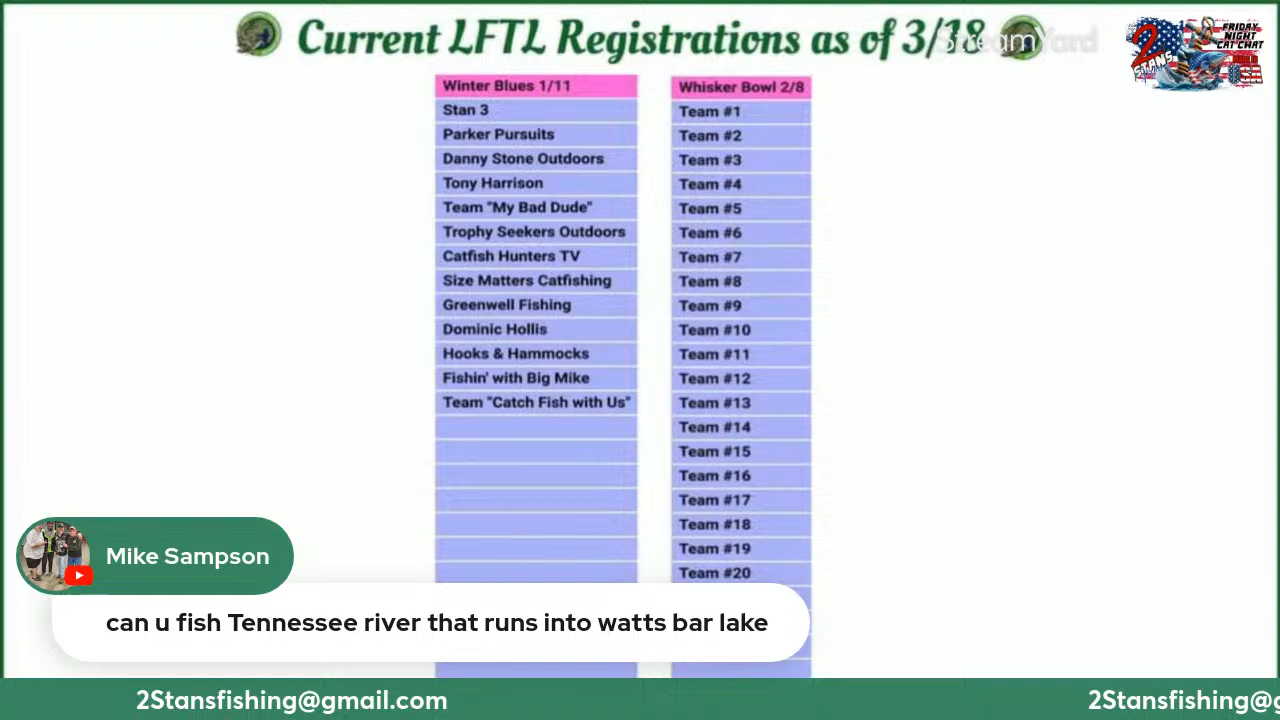 Current LFTL Registrations as of 3/18
StreamYard
2
STANS
FRIDAY
NIGHT
CAT CHAT
USA
Winter Blues 1/11
Stan 3
Parker Pursuits
Danny Stone Outdoors
Tony Harrison
Team "My Bad Dude"
Trophy Seekers Outdoors
Catfish Hunters TV
Size Matters Catfishing
Greenwell Fishing
Dominic Hollis
Hooks & Hammocks
Fishin' with Big Mike
Team "Catch Fish with Us"
Whisker Bowl 2/8
Team #1
Team #2
Team #3
Team #4
Team #5
Team #6
Team #7
Team #8
Team #9
Team #10
Team #11
Team #12
Team #13
Team #14
Team #15
Team #16
Team #17
Team #18
Team #19
Team #20
Mike Sampson
can u fish Tennessee river that runs into watts bar lake
2Stansfishing@gmail.com
2Stansfishing@g